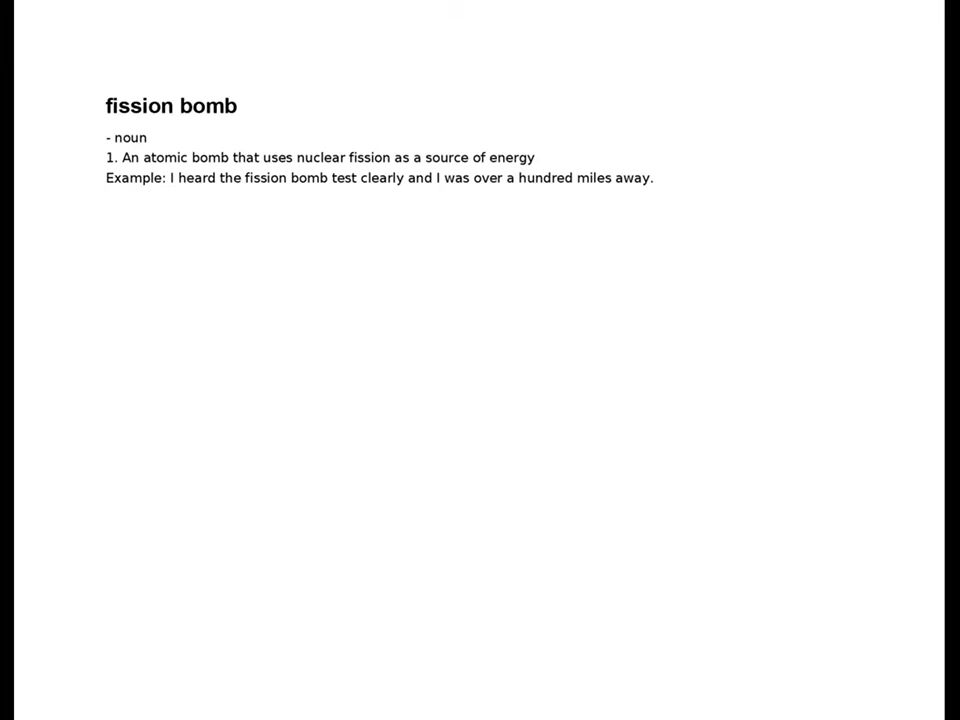 fission bomb
- noun
1. An atomic bomb that uses nuclear fission as a source of energy
Example: I heard the fission bomb test clearly and I was over a hundred miles away.